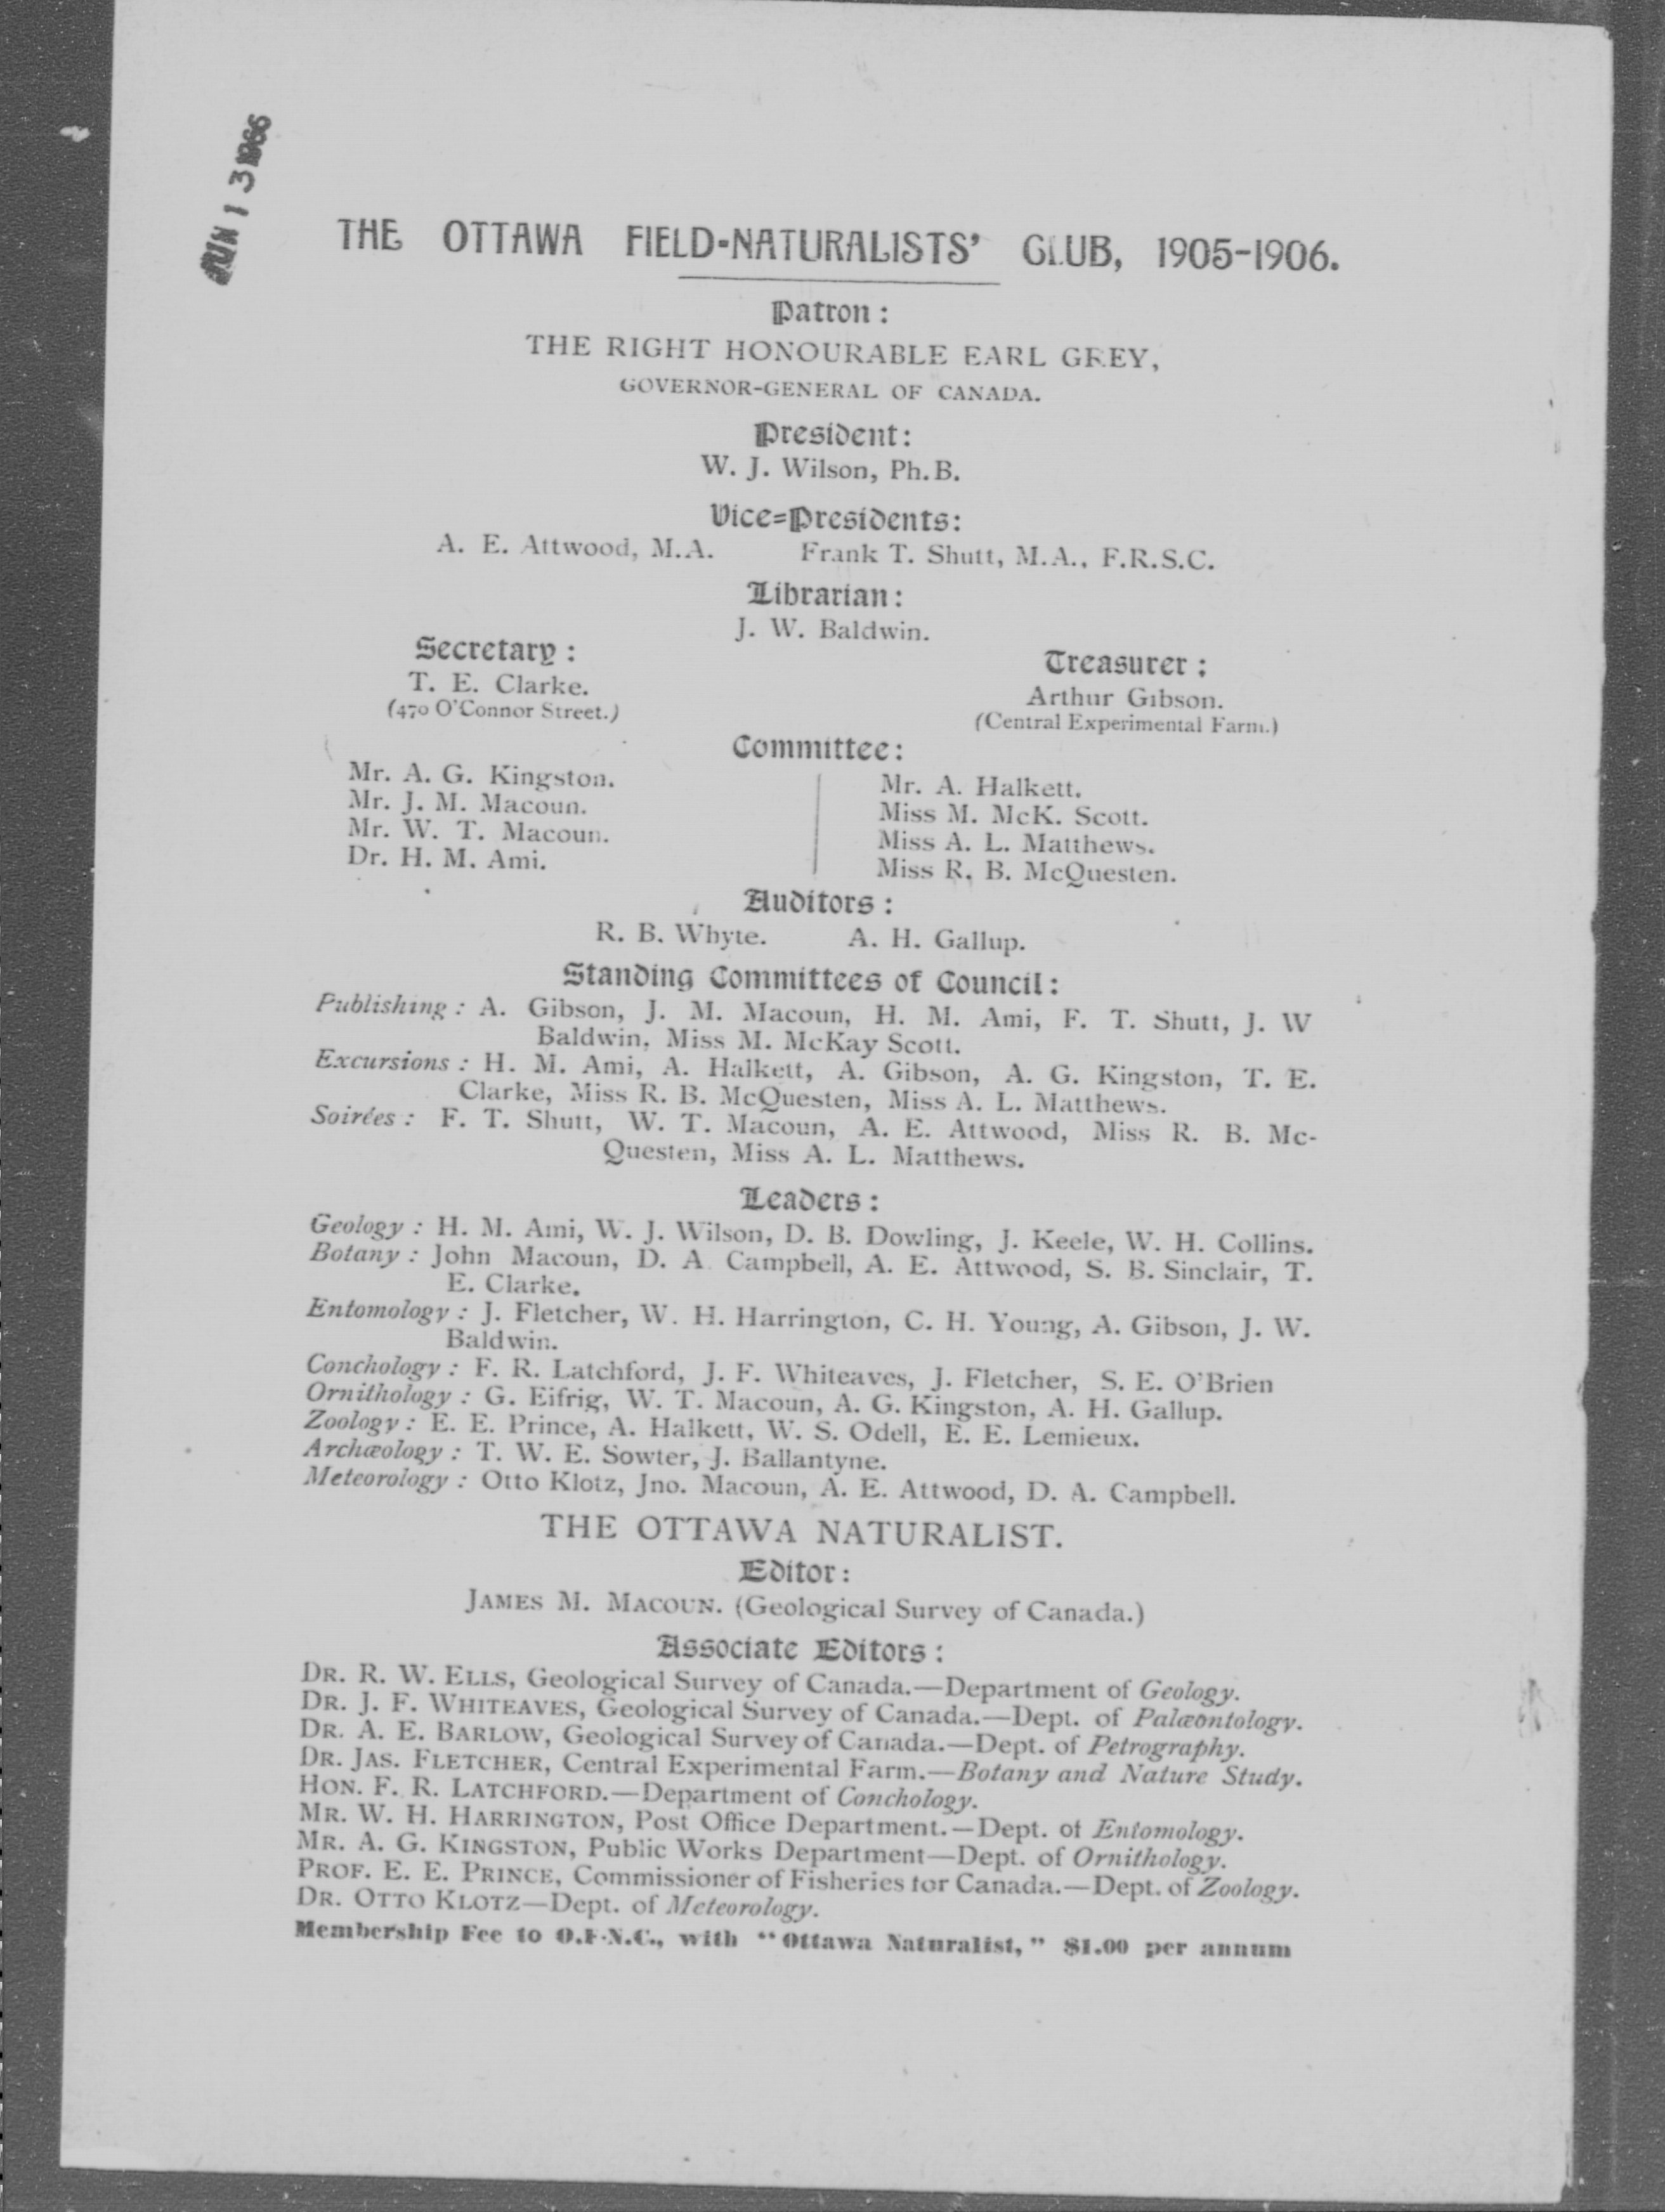 JUN 13 1966
THE OTTAWA FIELD-NATURALISTS' CLUB, 1905-1906.
Patron:
THE RIGHT HONOURABLE EARL GREY,
GOVERNOR-GENERAL OF CANADA.
President:
W. J. Wilson, Ph.B.
Vice=Presidents:
A. E. Attwood, M.A. Frank T. Shutt, M.A., F.R.S.C.
Librarian:
J. W. Baldwin.
Secretary:
T. E. Clarke.
(470 O'Connor Street.)
Treasurer:
Arthur Gibson.
(Central Experimental Farm.)
Committee:
Mr. A. G. Kingston.
Mr. J. M. Macoun.
Mr. W. T. Macoun.
Dr. H. M. Ami.
Mr. A. Halkett.
Miss M. McK. Scott.
Miss A. L. Matthews.
Miss R. B. McQuesten.
Auditors:
R. B. Whyte. A. H. Gallup.
Standing Committees of Council:
Publishing: A. Gibson, J. M. Macoun, H. M. Ami, F. T. Shutt, J. W
Baldwin, Miss M. McKay Scott.
Excursions: H. M. Ami, A. Halkett, A. Gibson, A. G. Kingston, T. E.
Clarke, Miss R. B. McQuesten, Miss A. L. Matthews.
Soirées: F. T. Shutt, W. T. Macoun, A. E. Attwood, Miss R. B. Mc-
Questen, Miss A. L. Matthews.
Leaders:
Geology: H. M. Ami, W. J. Wilson, D. B. Dowling, J. Keele, W. H. Collins.
Botany: John Macoun, D. A. Campbell, A. E. Attwood, S. B. Sinclair, T.
E. Clarke.
Entomology: J. Fletcher, W. H. Harrington, C. H. Young, A. Gibson, J. W.
Baldwin.
Conchology: F. R. Latchford, J. F. Whiteaves, J. Fletcher, S. E. O'Brien
Ornithology: G. Eifrig, W. T. Macoun, A. G. Kingston, A. H. Gallup.
Zoology: E. E. Prince, A. Halkett, W. S. Odell, E. E. Lemieux.
Archæology: T. W. E. Sowter, J. Ballantyne.
Meteorology: Otto Klotz, Jno. Macoun, A. E. Attwood, D. A. Campbell.
THE OTTAWA NATURALIST.
Editor:
JAMES M. MACOUN. (Geological Survey of Canada.)
Associate Editors:
DR. R. W. ELLS, Geological Survey of Canada.—Department of Geology.
DR. J. F. WHITEAVES, Geological Survey of Canada.—Dept. of Palæontology.
DR. A. E. BARLOW, Geological Survey of Canada.—Dept. of Petrography.
DR. JAS. FLETCHER, Central Experimental Farm.—Botany and Nature Study.
HON. F. R. LATCHFORD.—Department of Conchology.
MR. W. H. HARRINGTON, Post Office Department.—Dept. of Entomology.
MR. A. G. KINGSTON, Public Works Department—Dept. of Ornithology.
PROF. E. E. PRINCE, Commissioner of Fisheries for Canada.—Dept. of Zoology.
DR. OTTO KLOTZ—Dept. of Meteorology.
Membership Fee to O.F.N.C., with "Ottawa Naturalist," $1.00 per annum